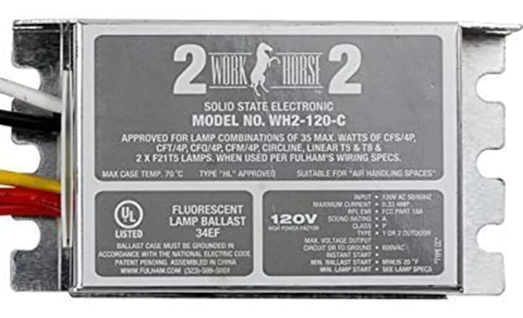 2 WORK HORSE 2
SOLID STATE ELECTRONIC
MODEL NO. WH2-120-C
APPROVED FOR LAMP COMBINATIONS OF 35 MAX. WATTS OF CFS/4P,
CFT/4P, CFQ/4P, CFM/4P, CIRCLINE, LINEAR T5 & T8 &
2 X F21T5 LAMPS. WHEN USED PER FULHAM'S WIRING SPECS.
MAX CASE TEMP. 70 °C TYPE "HL" APPROVED SUITABLE FOR "AIR HANDLING SPACES"
UL
LISTED
FLUORESCENT
LAMP BALLAST
34EF
BALLAST CASE MUST BE GROUNDED IN
ACCORDANCE WITH THE NATIONAL ELECTRIC CODE
PATENT PENDING. ASSEMBLED IN CHINA
WWW.FULHAM.COM (323)-599-5001
120V
HIGH POWER FACTOR
INPUT • 120V AC 50/60HZ
MAXIMUM CURRENT • 0.33 AMP
RFI, EMI • FCC PART 18A
SOUND RATING • A
CLASS • P
TYPE • 1 OR 2 OUTDOOR
MAX. VOLTAGE OUTPUT
CIRCUIT OR TO GROUND • 600VAC
INSTANT START •
MIN. BALLAST START • MINUS 20 °F
MIN. LAMP START • SEE LAMP SPECS